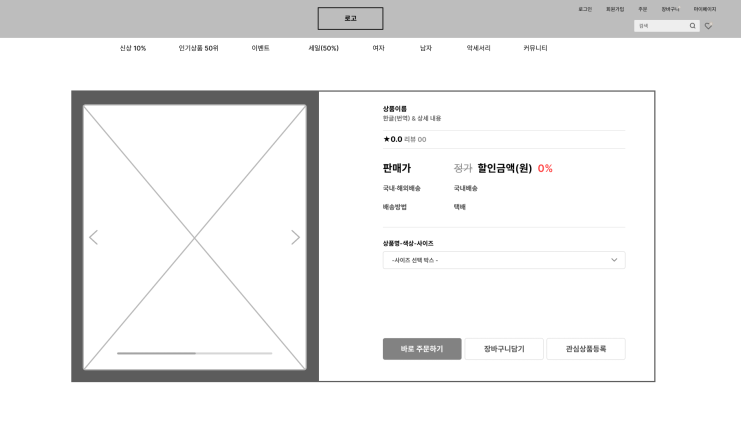 로고
로그인 회원가입 주문 장바구니 마이페이지
검색
신상 10% 인기상품 50위 이벤트 세일(50%) 여자 남자 악세서리 커뮤니티
상품이름
한글(번역) & 상세 내용
★0.0 리뷰 00
판매가 정가 할인금액(원) 0%
국내·해외배송 국내배송
배송방법 택배
상품명-색상-사이즈
-사이즈 선택 박스 -
바로 주문하기 장바구니담기 관심상품등록